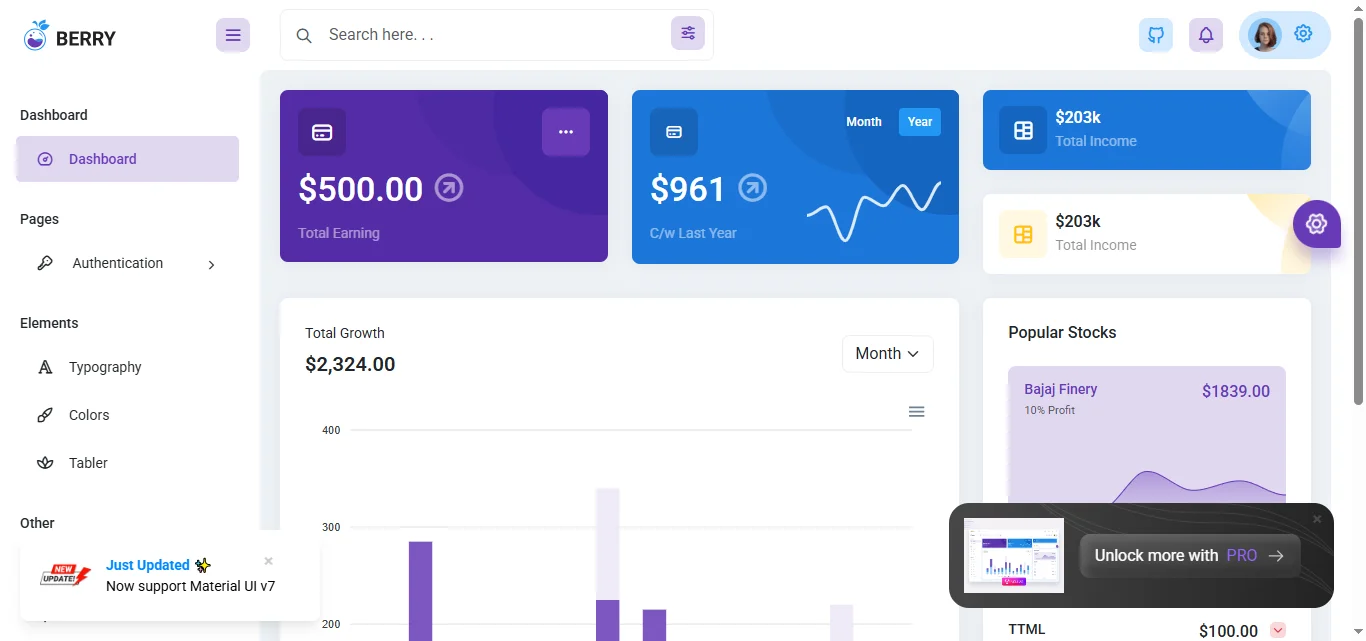 BERRY
Search here. . .
Dashboard
Dashboard
Pages
Authentication
Elements
Typography
Colors
Tabler
Other
NEW
UPDATE!
Just Updated ✨
Now support Material UI v7
$500.00
Total Earning
Month
Year
$961
C/w Last Year
$203k
Total Income
$203k
Total Income
Total Growth
$2,324.00
Month
400
300
200
Popular Stocks
Bajaj Finery
$1839.00
10% Profit
Unlock more with PRO →
TTML
$100.00